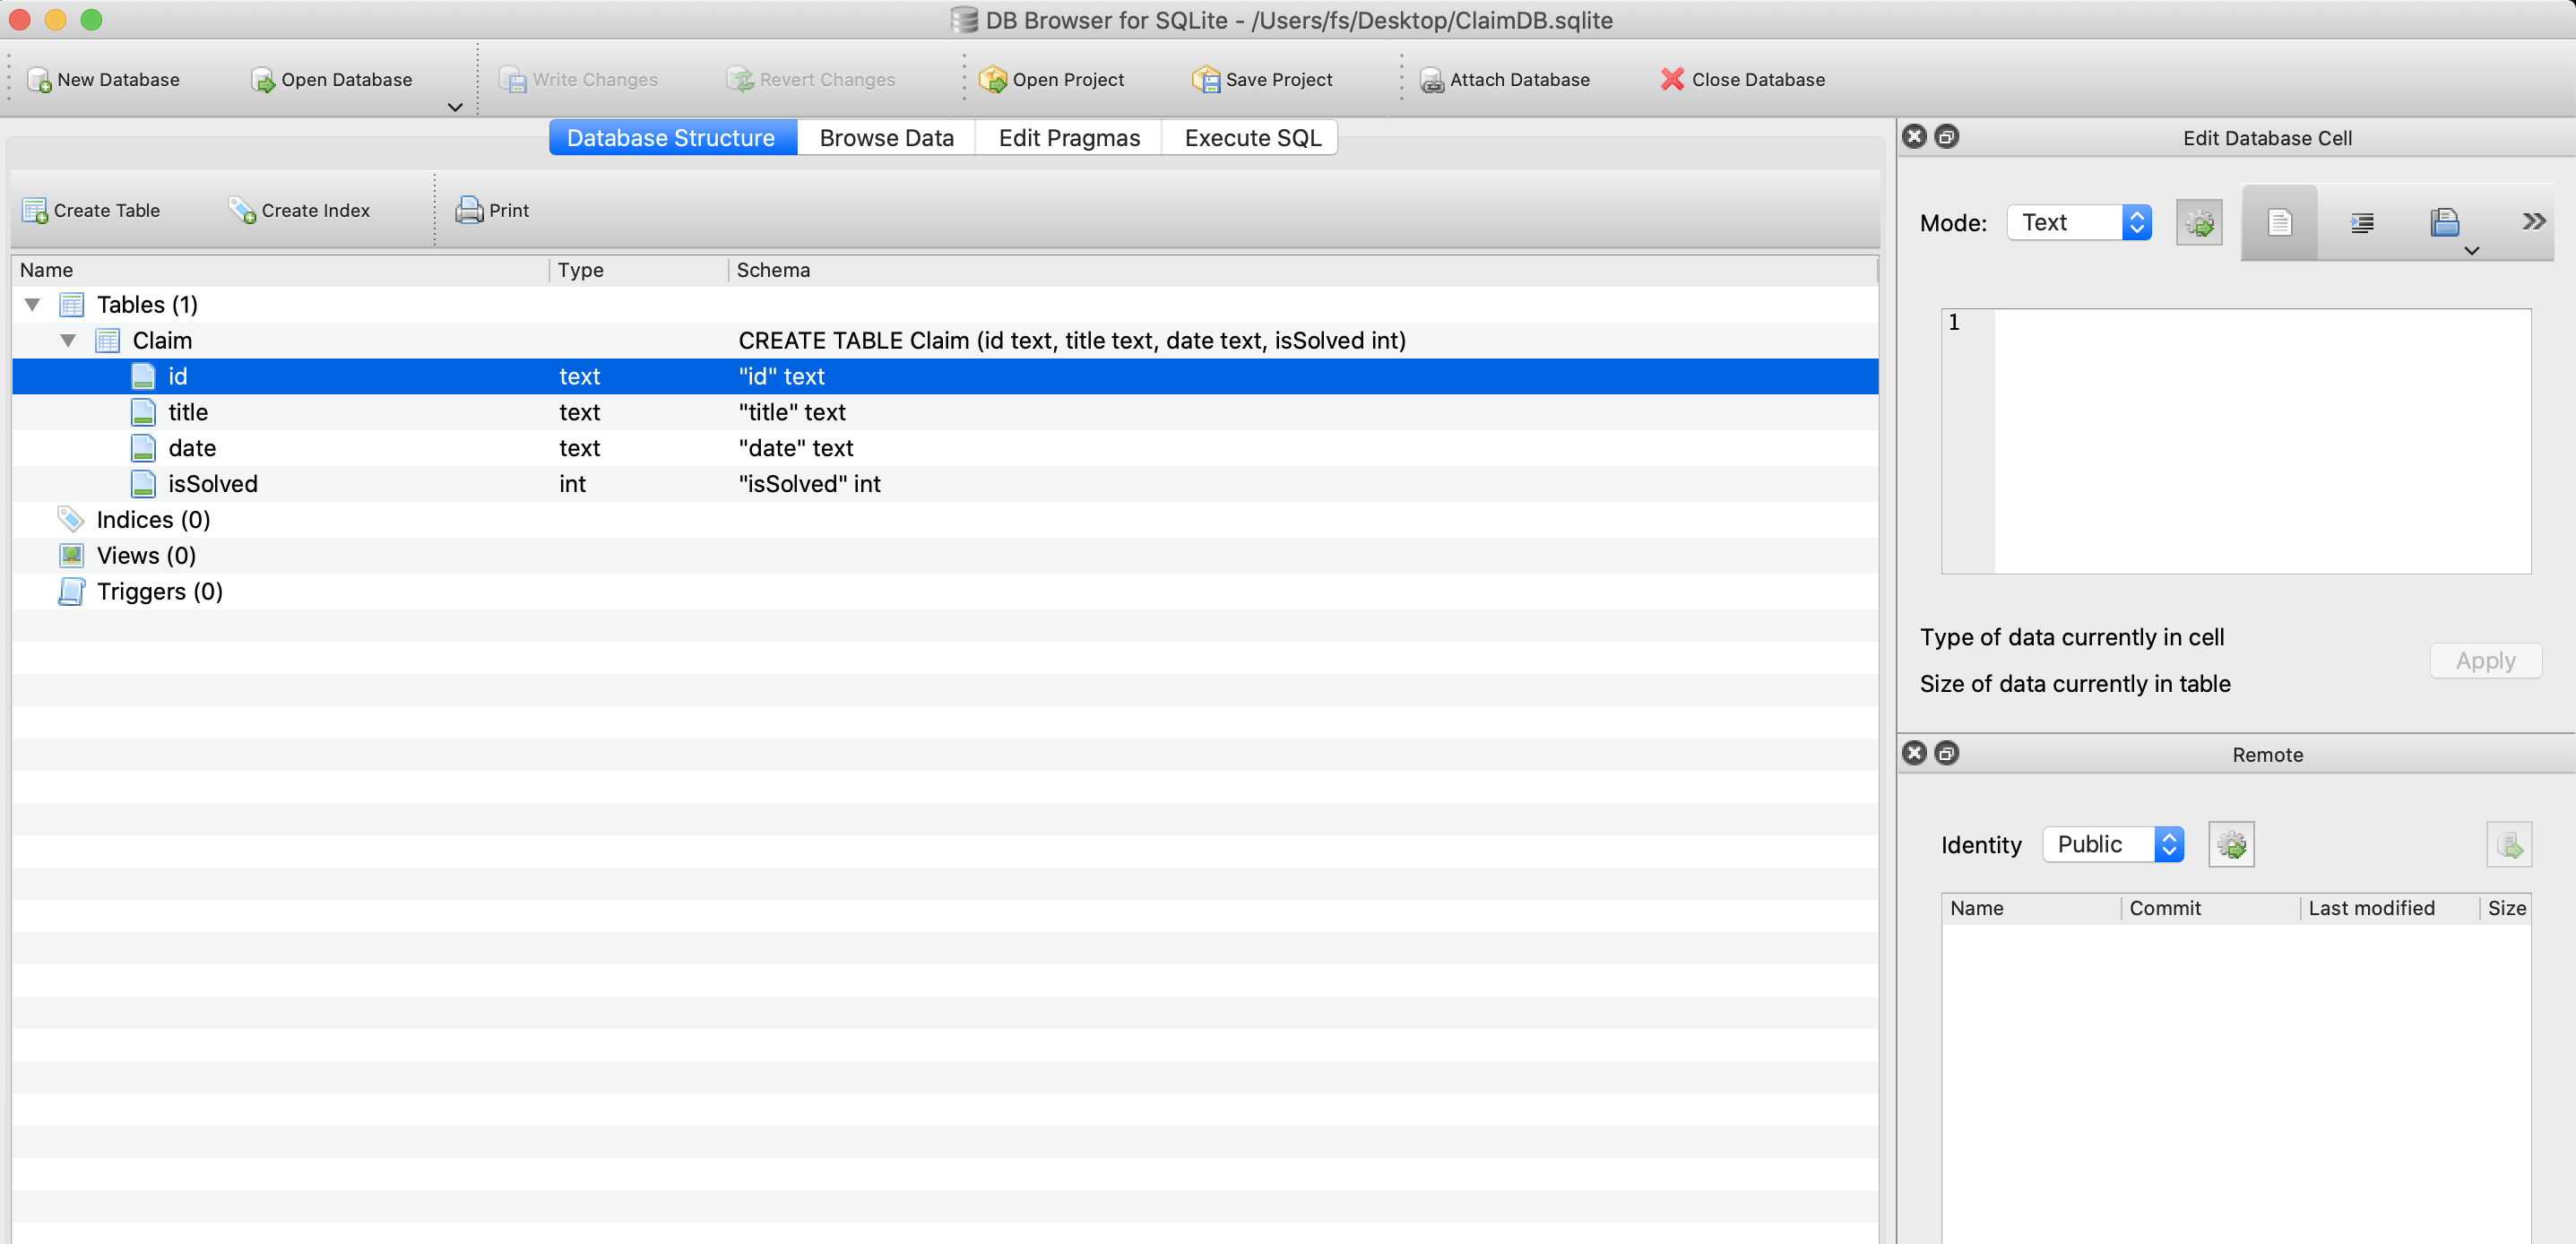 DB Browser for SQLite - /Users/fs/Desktop/ClaimDB.sqlite
New Database Open Database Write Changes Revert Changes Open Project Save Project Attach Database Close Database
Database Structure Browse Data Edit Pragmas Execute SQL
Create Table Create Index Print
Name Type Schema
Tables (1)
Claim CREATE TABLE Claim (id text, title text, date text, isSolved int)
id text "id" text
title text "title" text
date text "date" text
isSolved int "isSolved" int
Indices (0)
Views (0)
Triggers (0)
Edit Database Cell
Mode: Text
1
Type of data currently in cell
Size of data currently in table
Apply
Remote
Identity Public
Name Commit Last modified Size